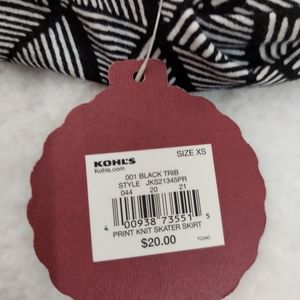 KOHL'S
Kohls.com
SIZE XS
001 BLACK TRIB
STYLE JKS21345PR
044 20 21
4 00938 73551 5
PRINT KNIT SKATER SKIRT
$20.00